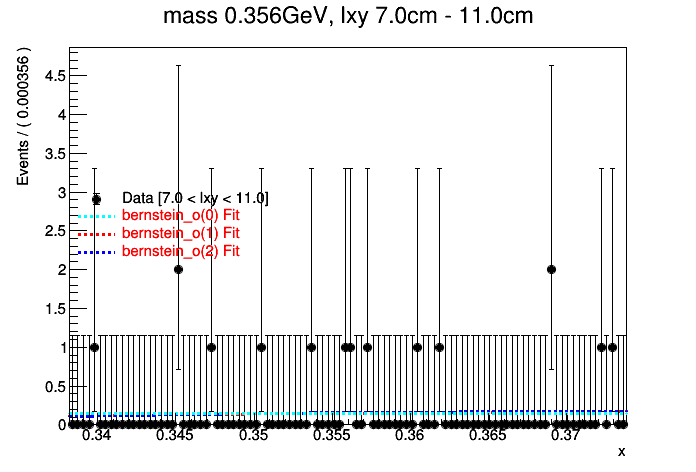 mass 0.356GeV, lxy 7.0cm - 11.0cm
Events / ( 0.000356 )
4.5
4
3.5
3
2.5
2
1.5
1
0.5
0
Data [7.0 < lxy < 11.0]
bernstein_o(0) Fit
bernstein_o(1) Fit
bernstein_o(2) Fit
0.34 0.345 0.35 0.355 0.36 0.365 0.37
x